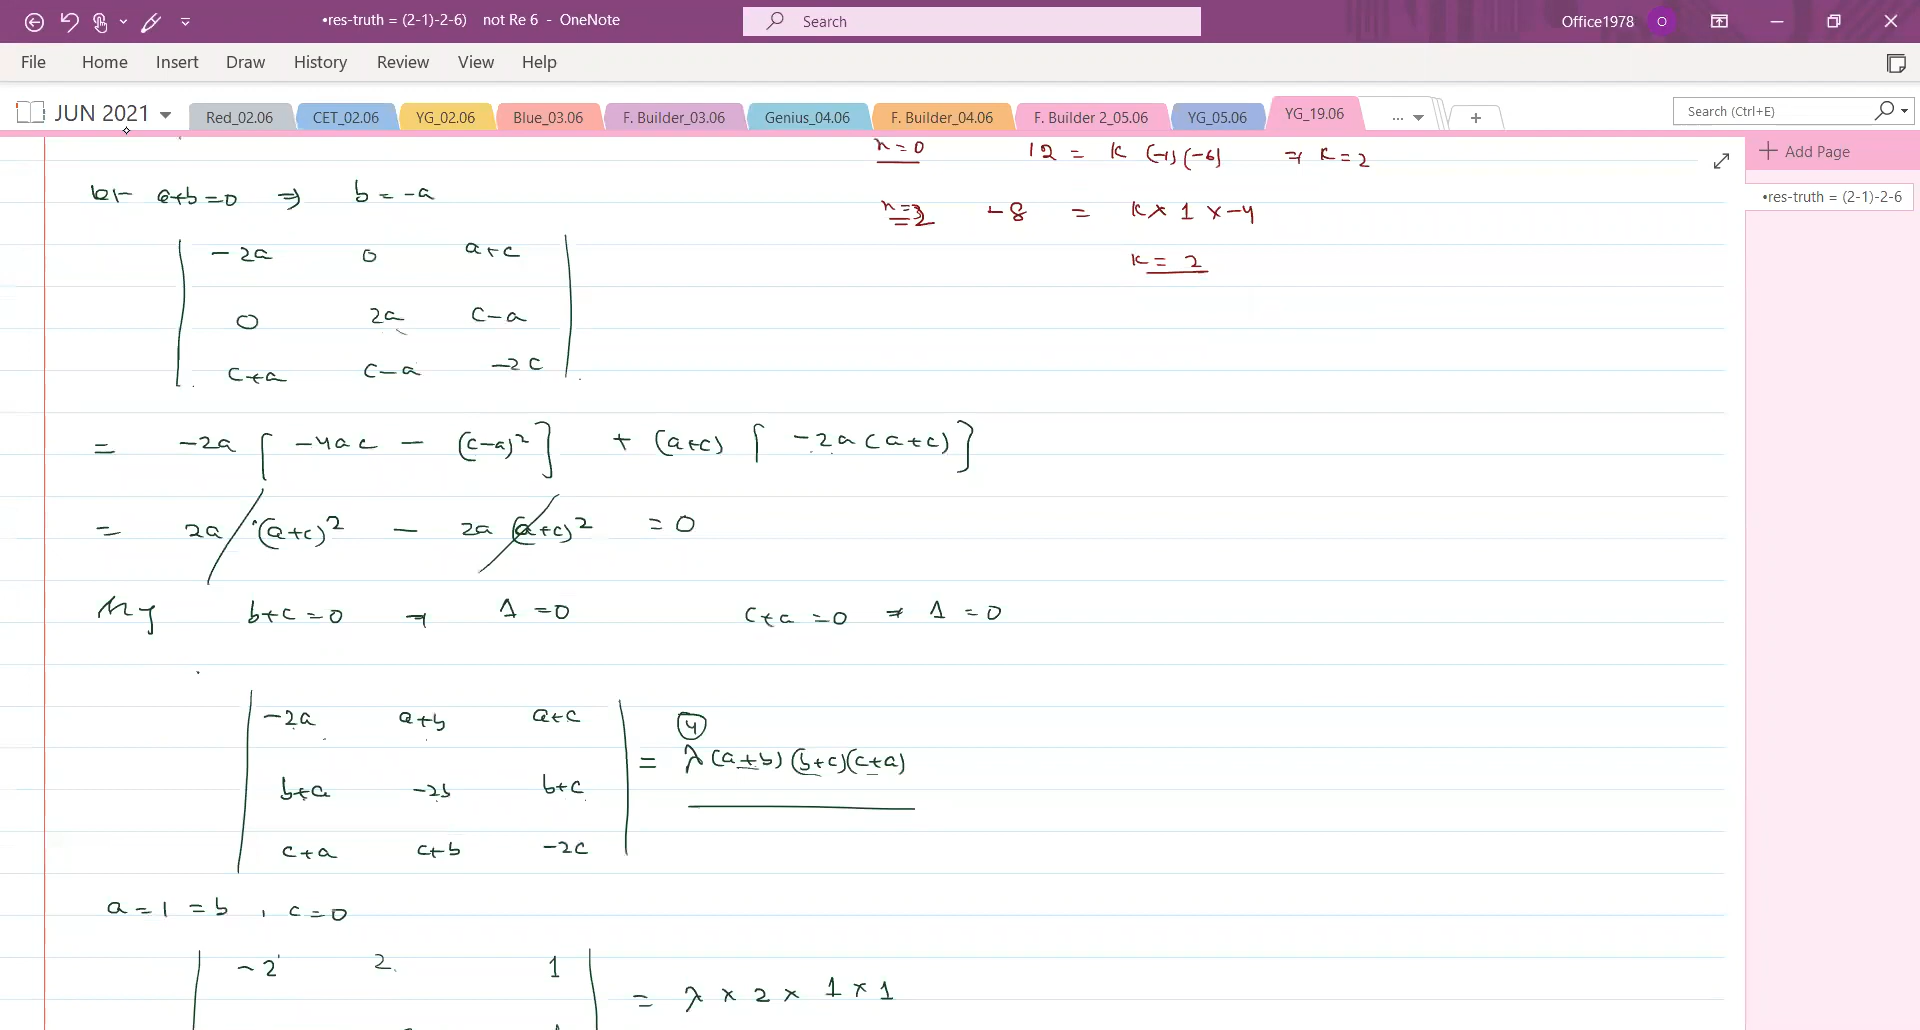 •res-truth = (2-1)-2-6) not Re 6 - OneNote
Search
Office1978
O
File Home Insert Draw History Review View Help
JUN 2021
Red_02.06 CET_02.06 YG_02.06 Blue_03.06 F. Builder_03.06 Genius_04.06 F. Builder_04.06 F. Builder 2_05.06 YG_05.06 YG_19.06 ... +
Search (Ctrl+E)
Add Page
•res-truth = (2-1)-2-6
x=0 12 = k (-1)(-6) ⇒ k=2
-8 = k × 1 × -4
k = 2
let a+b=0 ⇒ b = -a
-2a 0 a+c
0 2a c-a
c+a c-a -2c
= -2a [ -4ac - (c-a)² ] + (a+c) [ -2a(a+c) ]
= 2a (a+c)² - 2a (a+c)² = 0
|||ly b+c=0 → Δ=0 c+a=0 ⇒ Δ=0
-2a a+b a+c
b+a -2b b+c
c+a c+b -2c
④
= λ(a+b)(b+c)(c+a)
a=1=b, c=0
-2 2 1
= λ × 2 × 1 × 1